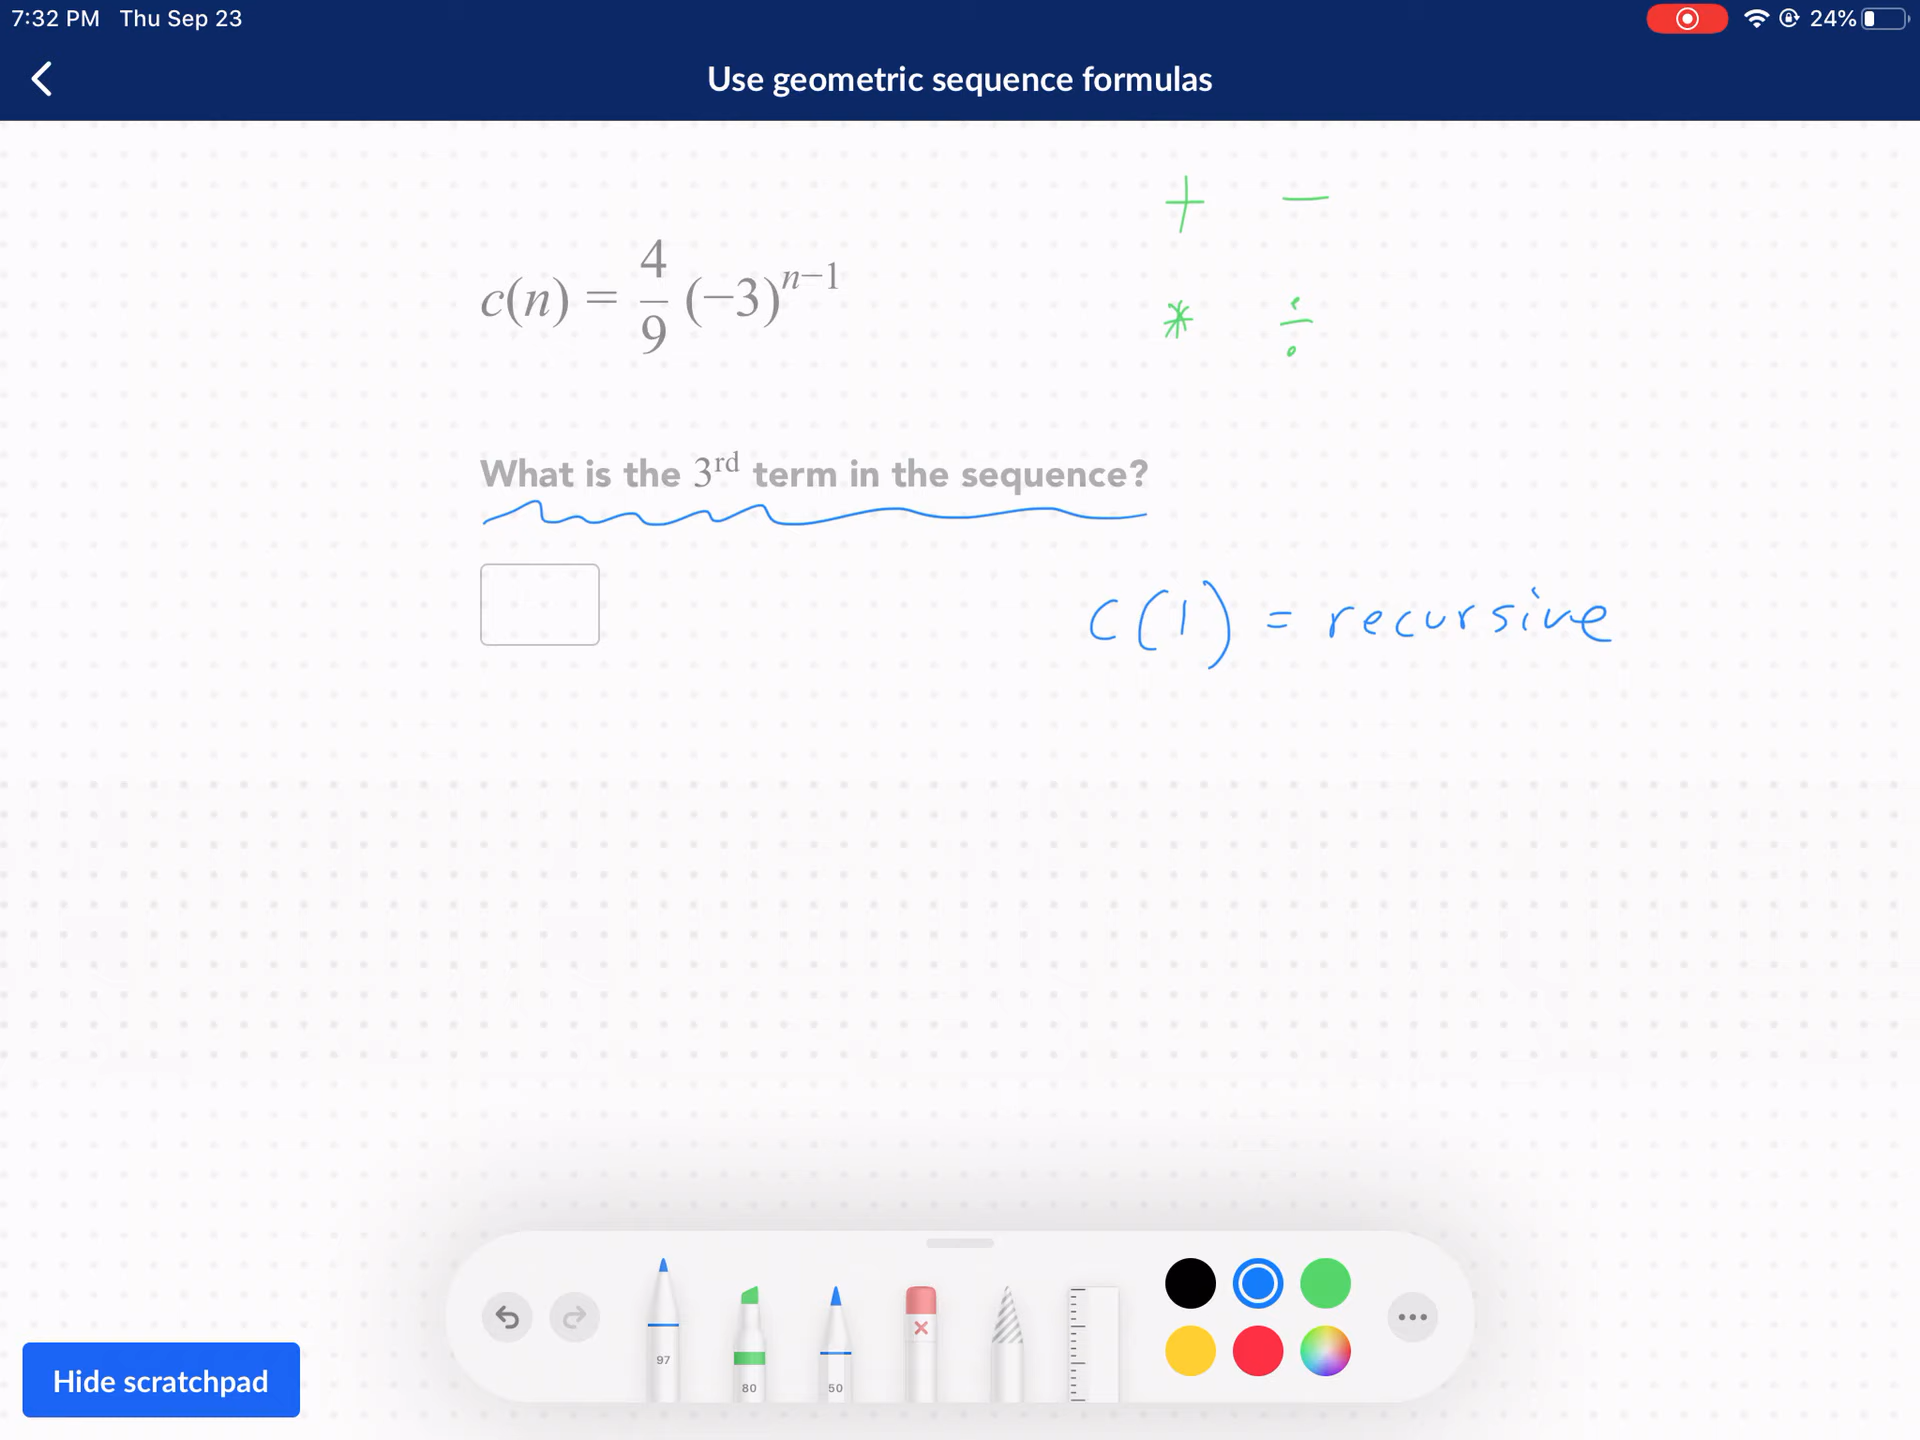 7:32 PM Thu Sep 23 24%
Use geometric sequence formulas
+ −
c(n) = 4/9 (−3)^{n−1}
* ÷
What is the 3rd term in the sequence?
c(1) = recursive
97 80 50
Hide scratchpad